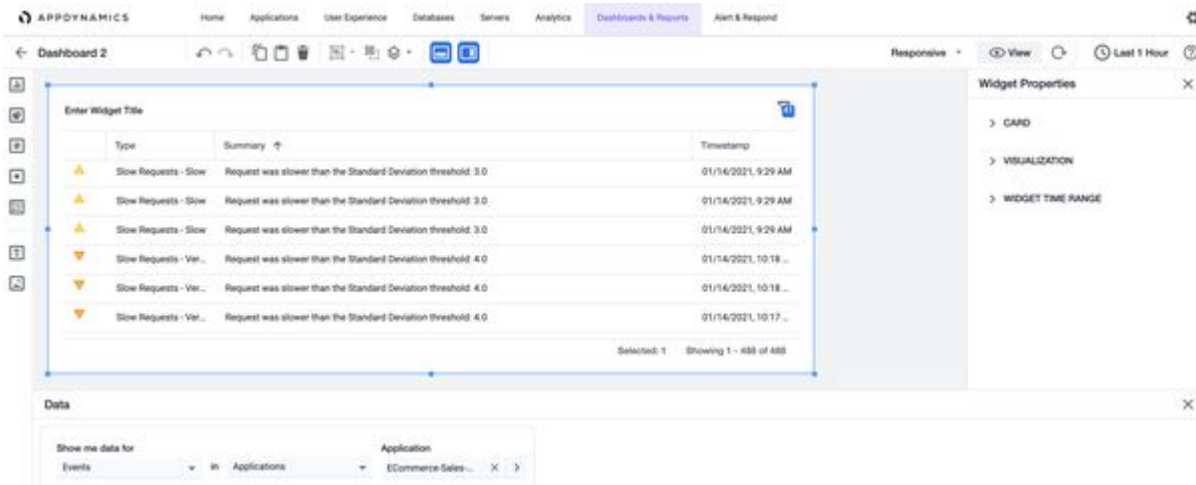 APPDYNAMICS Home Applications User Experience Databases Servers Analytics Dashboards & Reports Alert & Respond
Dashboard 2 Responsive View Last 1 Hour
Widget Properties
Enter Widget Title
CARD
Type Summary Timestamp
VISUALIZATION
Slow Requests - Slow Request was slower than the Standard Deviation threshold: 3.0 01/14/2021, 9:29 AM
WIDGET TIME RANGE
Slow Requests - Slow Request was slower than the Standard Deviation threshold: 3.0 01/14/2021, 9:29 AM
Slow Requests - Slow Request was slower than the Standard Deviation threshold: 3.0 01/14/2021, 9:29 AM
Slow Requests - Ver... Request was slower than the Standard Deviation threshold: 4.0 01/14/2021, 10:18 ...
Slow Requests - Ver... Request was slower than the Standard Deviation threshold: 4.0 01/14/2021, 10:18 ...
Slow Requests - Ver... Request was slower than the Standard Deviation threshold: 4.0 01/14/2021, 10:17 ...
Selected: 1 Showing 1 - 488 of 488
Data
Show me data for Application
Events in Applications ECommerce-Sales-...